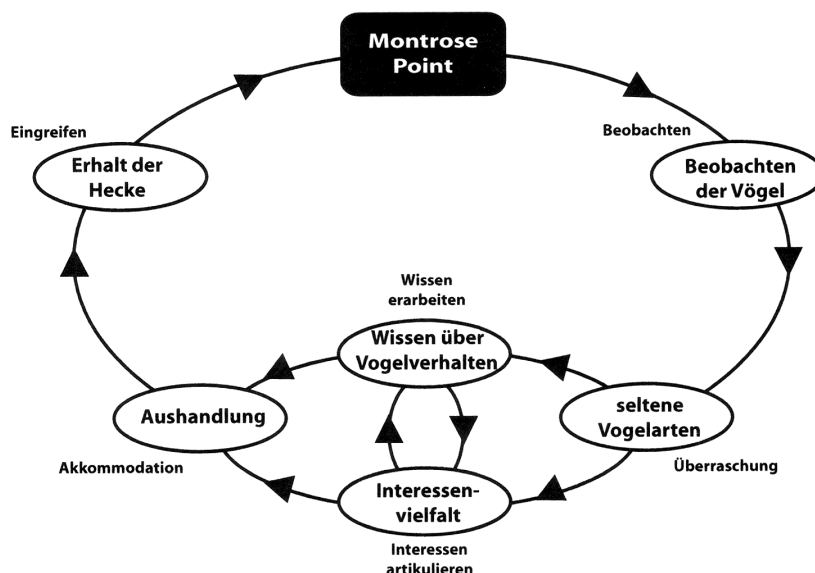 Montrose
Point
Eingreifen
Beobachten
Erhalt der
Hecke
Beobachten
der Vögel
Wissen
erarbeiten
Wissen über
Vogelverhalten
Aushandlung
seltene
Vogelarten
Akkommodation
Überraschung
Interessen-
vielfalt
Interessen
artikulieren